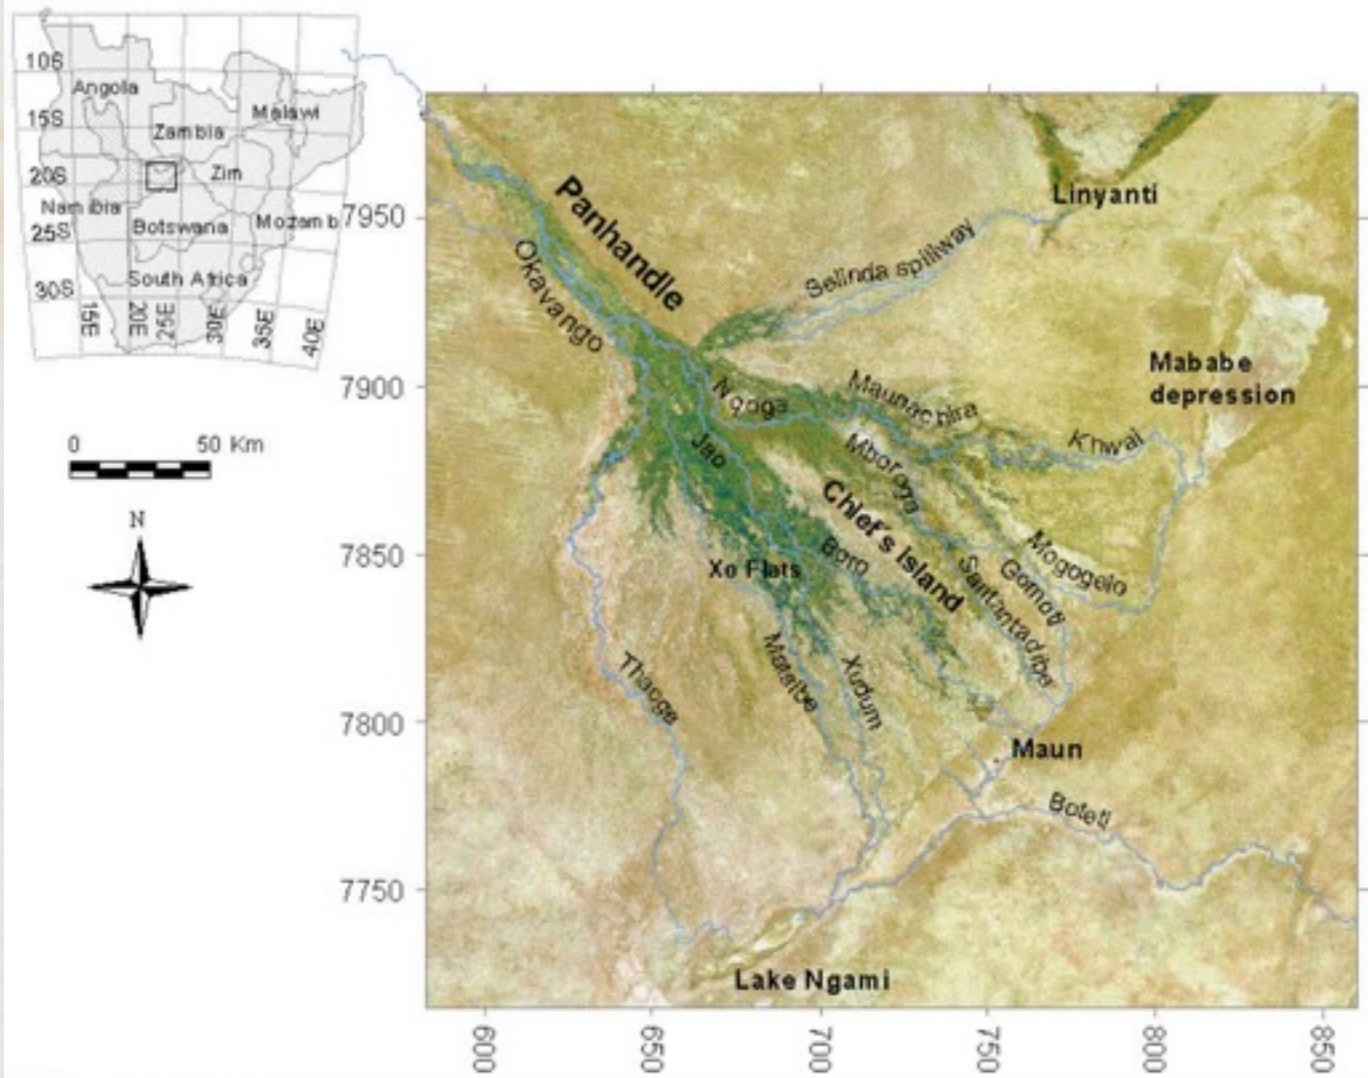 10S
Angola
Malawi
15S
Zambia
20S
Zim
Namibia
Botswana
Mozamb
25S
South Africa
30S
15E
20E
25E
30E
35E
40E
0 50 Km
N
7950
7900
7850
7800
7750
600
650
700
750
800
850
Panhandle
Okavango
Linyanti
Selinda spillway
Mababe
depression
Nqoga
Maunachira
Khwai
Jao
Mboroga
Chief's Island
Boro
Xo Flats
Mogogelo
Gomoti
Santantadibe
Thaoge
Matsibe
Xudum
Maun
Boteti
Lake Ngami